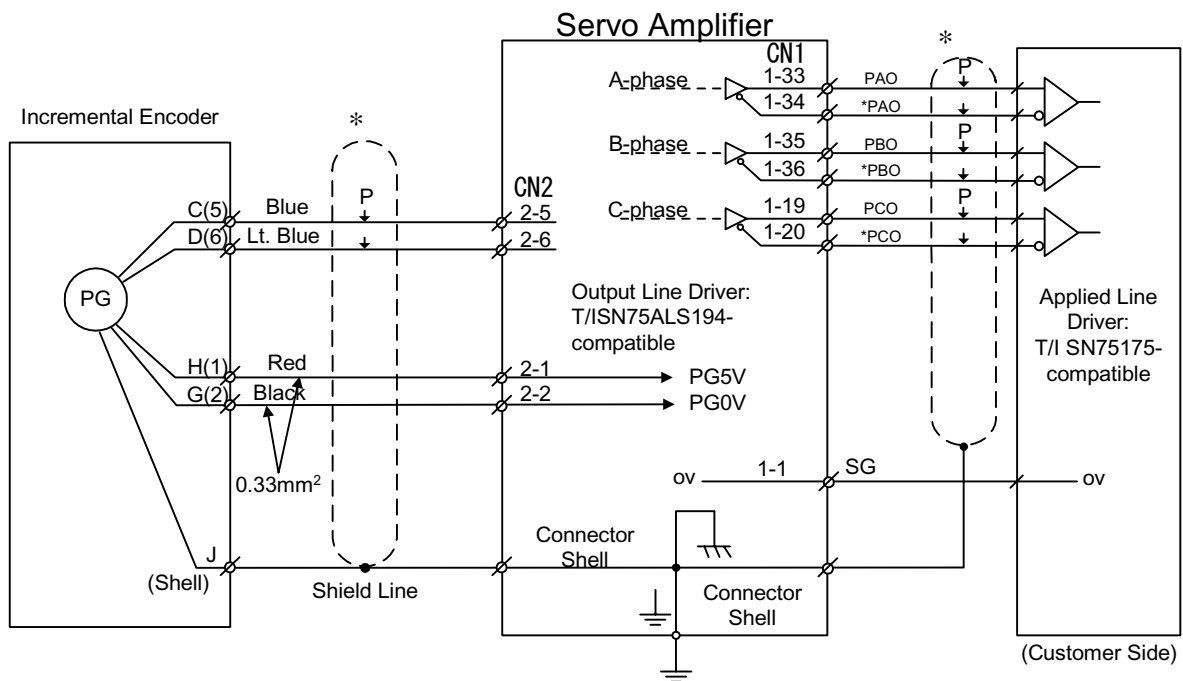 Servo Amplifier
*
CN1
A-phase
1-33
PAO
P
1-34
*PAO
Incremental Encoder
*
B-phase
1-35
PBO
P
1-36
*PBO
CN2
C(5)
Blue
P
2-5
C-phase
1-19
PCO
P
D(6)
Lt. Blue
2-6
1-20
*PCO
PG
Output Line Driver:
T/ISN75ALS194-
compatible
Applied Line
Driver:
T/I SN75175-
compatible
H(1)
Red
2-1
PG5V
G(2)
Black
2-2
PG0V
0.33mm²
ov
1-1
SG
ov
J
(Shell)
Shield Line
Connector
Shell
Connector
Shell
(Customer Side)